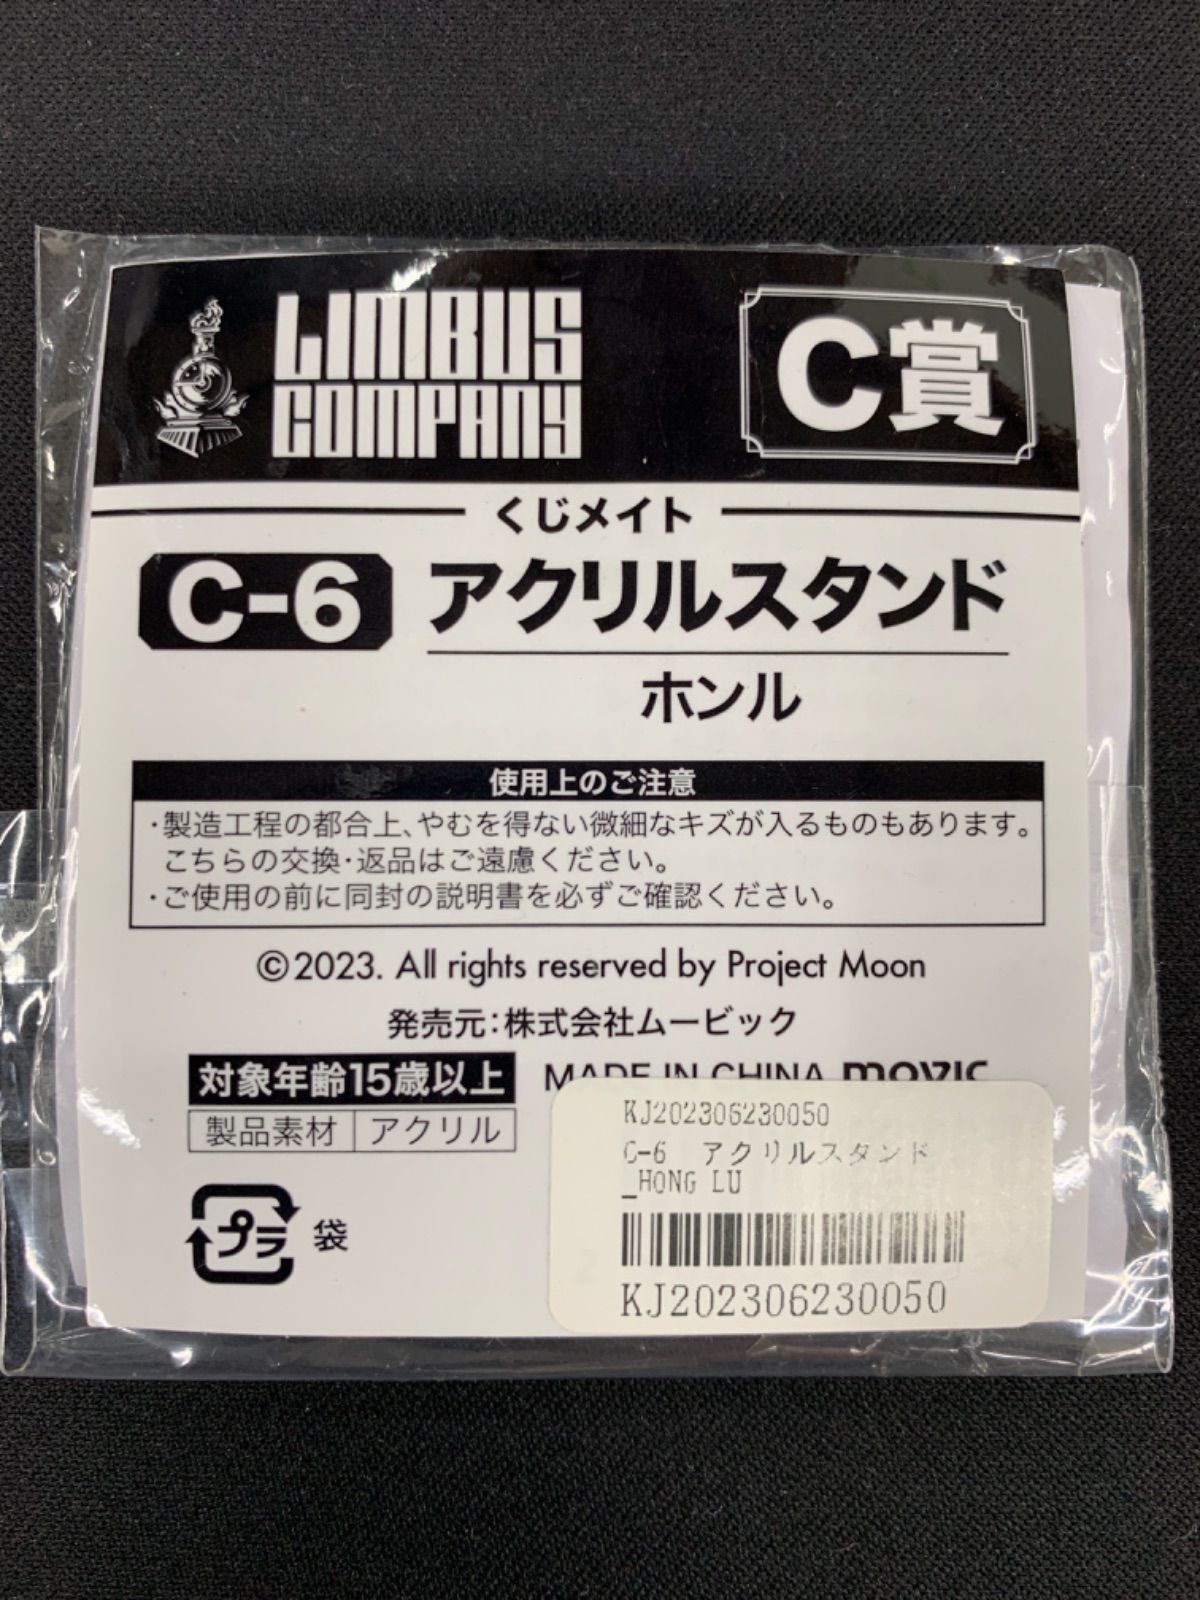 LIMBUS
COMPANY
C賞
くじメイト
C-6 アクリルスタンド
ホンル
使用上のご注意
・製造工程の都合上、やむを得ない微細なキズが入るものもあります。
こちらの交換・返品はご遠慮ください。
・ご使用の前に同封の説明書を必ずご確認ください。
©2023. All rights reserved by Project Moon
発売元：株式会社ムービック
対象年齢15歳以上 MADE IN CHINA movic
製品素材 アクリル
プラ 袋
KJ202306230050
C-6 アクリルスタンド
_HONG LU
KJ202306230050